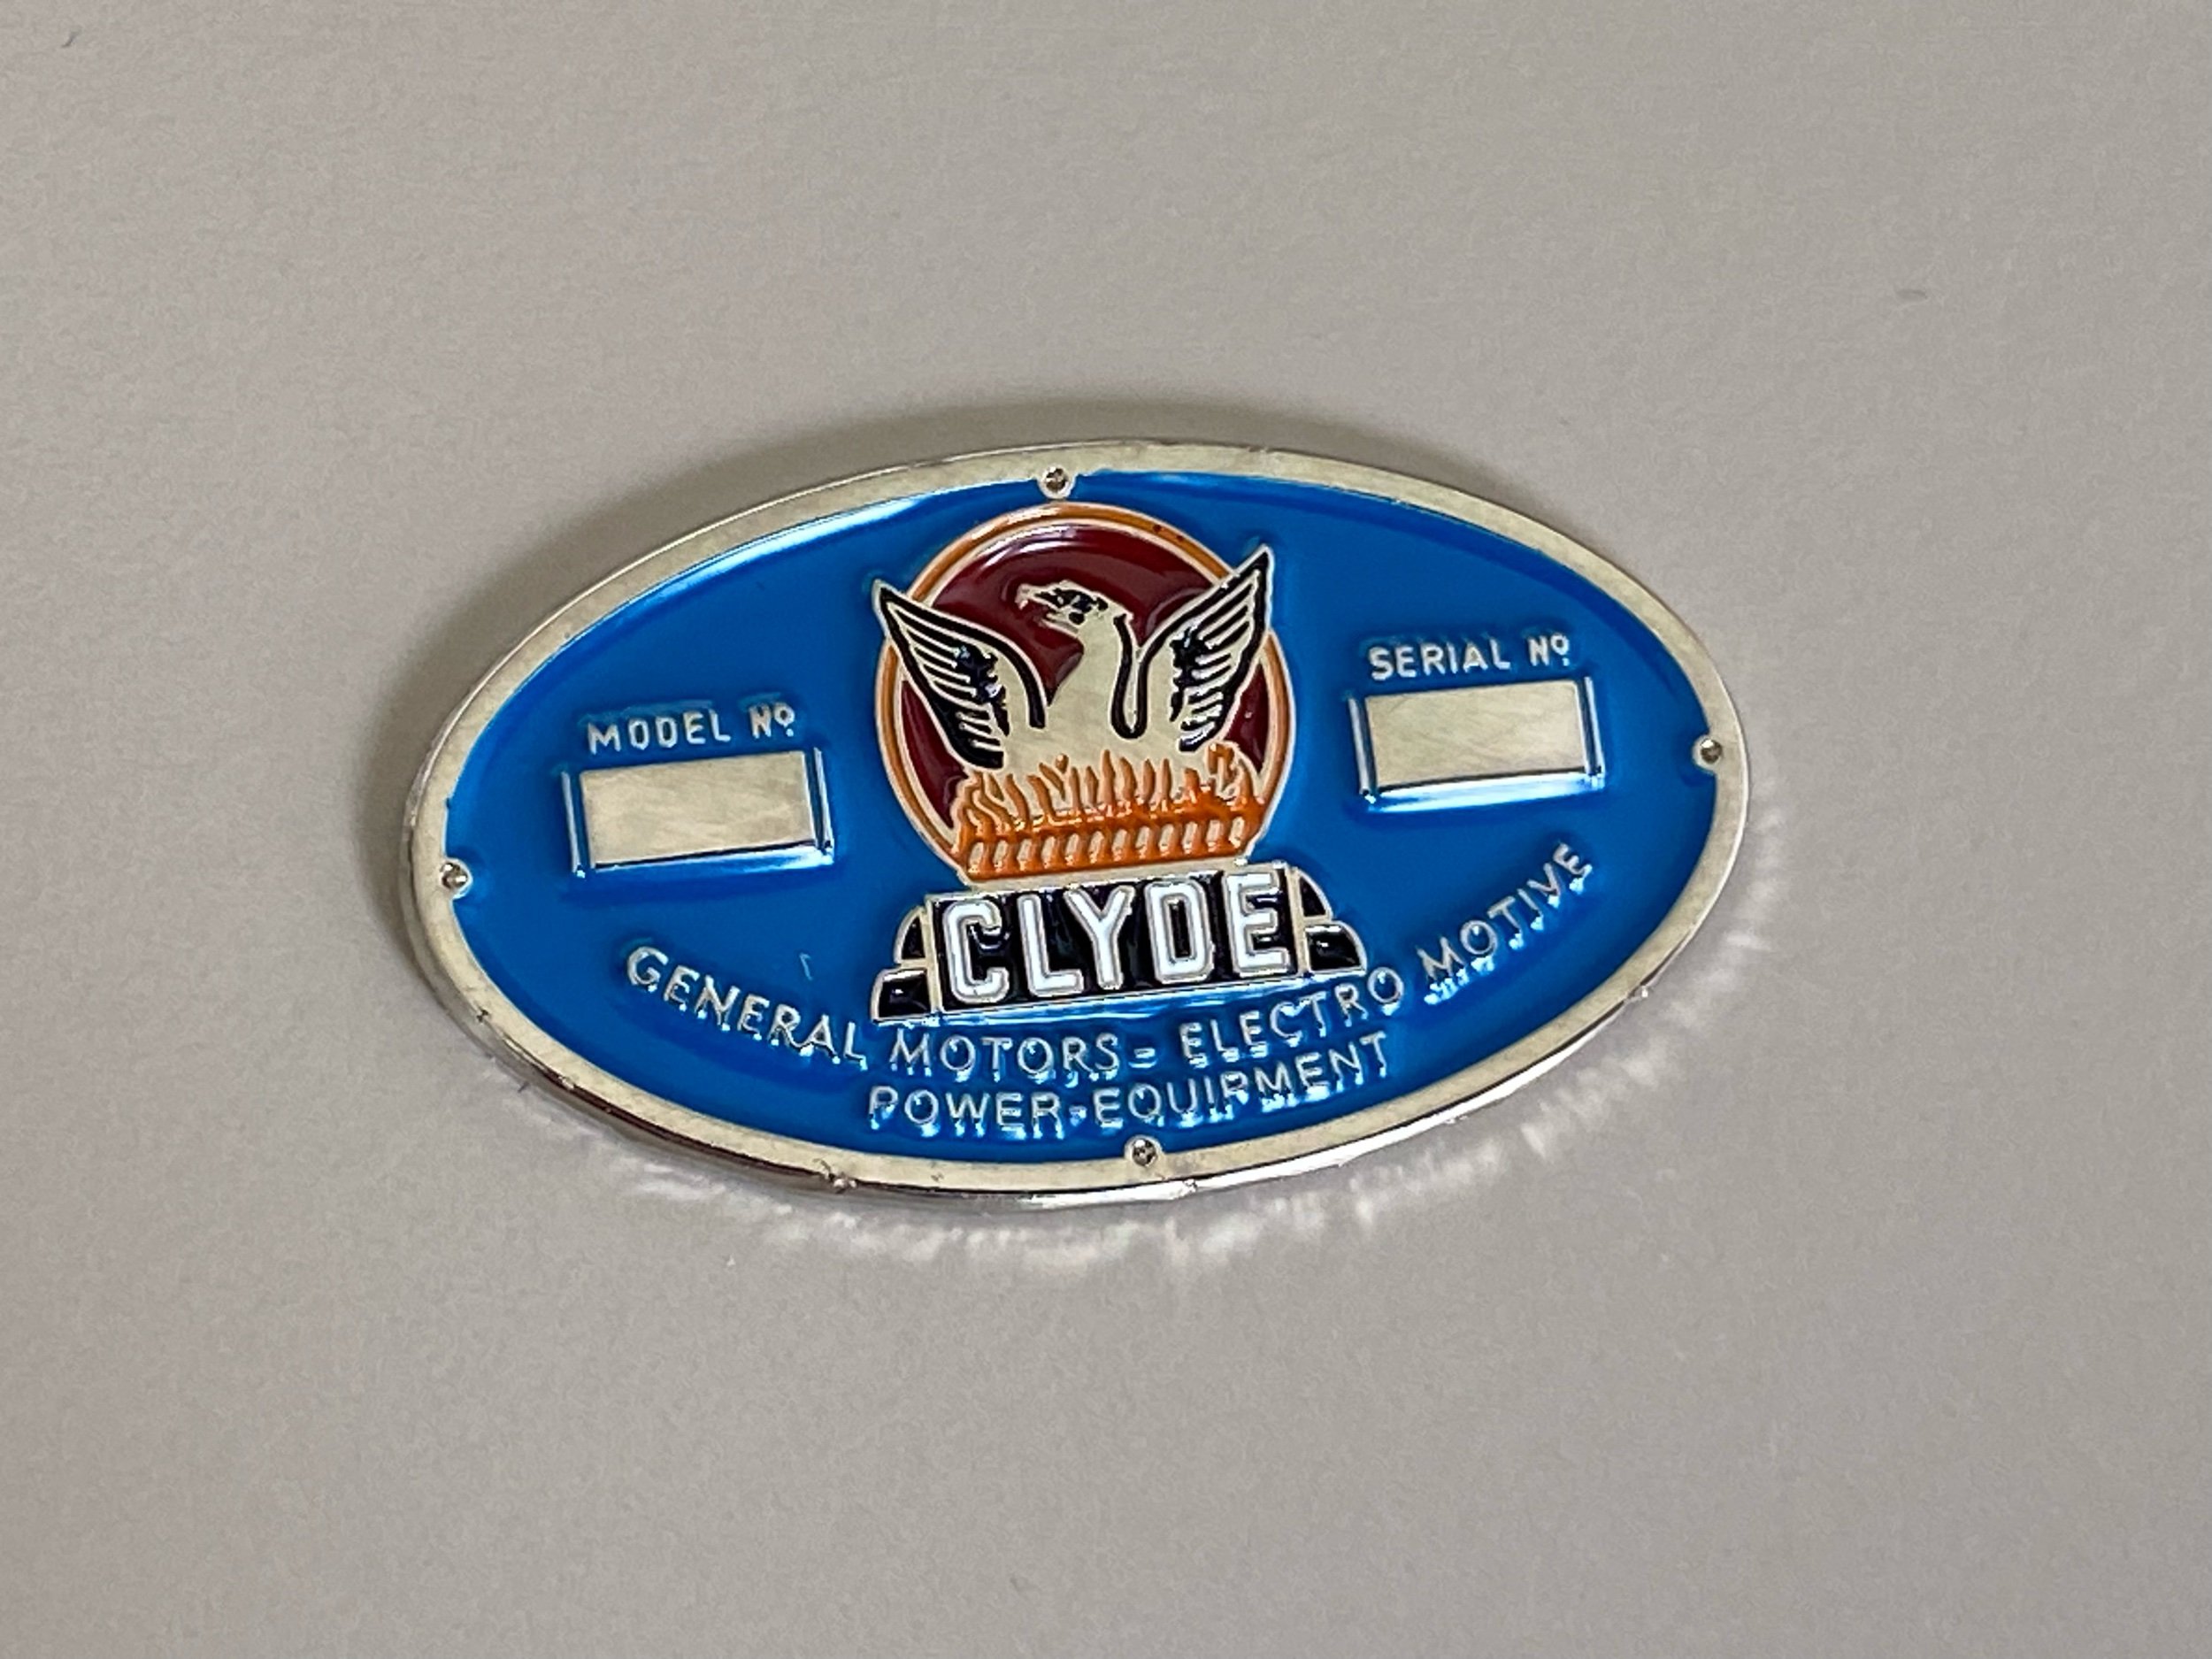 MODEL Nº
SERIAL Nº
CLYDE
GENERAL MOTORS - ELECTRO MOTIVE
POWER-EQUIPMENT